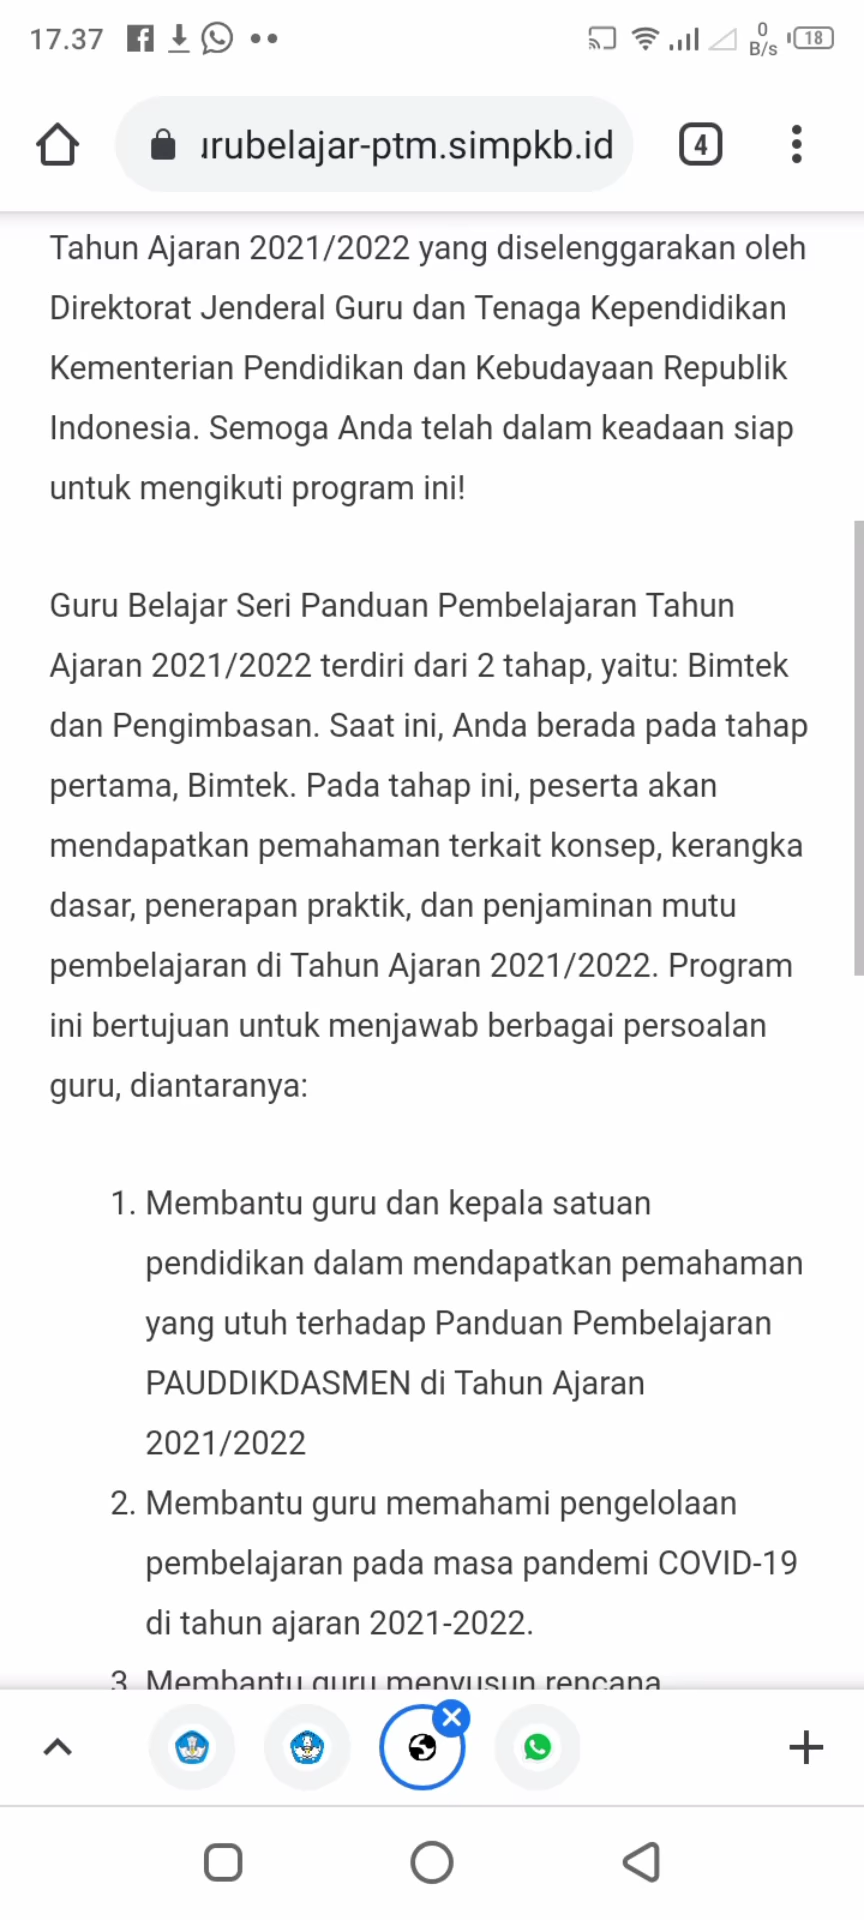 17.37
0
B/s
18
urubelajar-ptm.simpkb.id
4
Tahun Ajaran 2021/2022 yang diselenggarakan oleh
Direktorat Jenderal Guru dan Tenaga Kependidikan
Kementerian Pendidikan dan Kebudayaan Republik
Indonesia. Semoga Anda telah dalam keadaan siap
untuk mengikuti program ini!
Guru Belajar Seri Panduan Pembelajaran Tahun
Ajaran 2021/2022 terdiri dari 2 tahap, yaitu: Bimtek
dan Pengimbasan. Saat ini, Anda berada pada tahap
pertama, Bimtek. Pada tahap ini, peserta akan
mendapatkan pemahaman terkait konsep, kerangka
dasar, penerapan praktik, dan penjaminan mutu
pembelajaran di Tahun Ajaran 2021/2022. Program
ini bertujuan untuk menjawab berbagai persoalan
guru, diantaranya:
1. Membantu guru dan kepala satuan
pendidikan dalam mendapatkan pemahaman
yang utuh terhadap Panduan Pembelajaran
PAUDDIKDASMEN di Tahun Ajaran
2021/2022
2. Membantu guru memahami pengelolaan
pembelajaran pada masa pandemi COVID-19
di tahun ajaran 2021-2022.
3. Membantu guru menyusun rencana